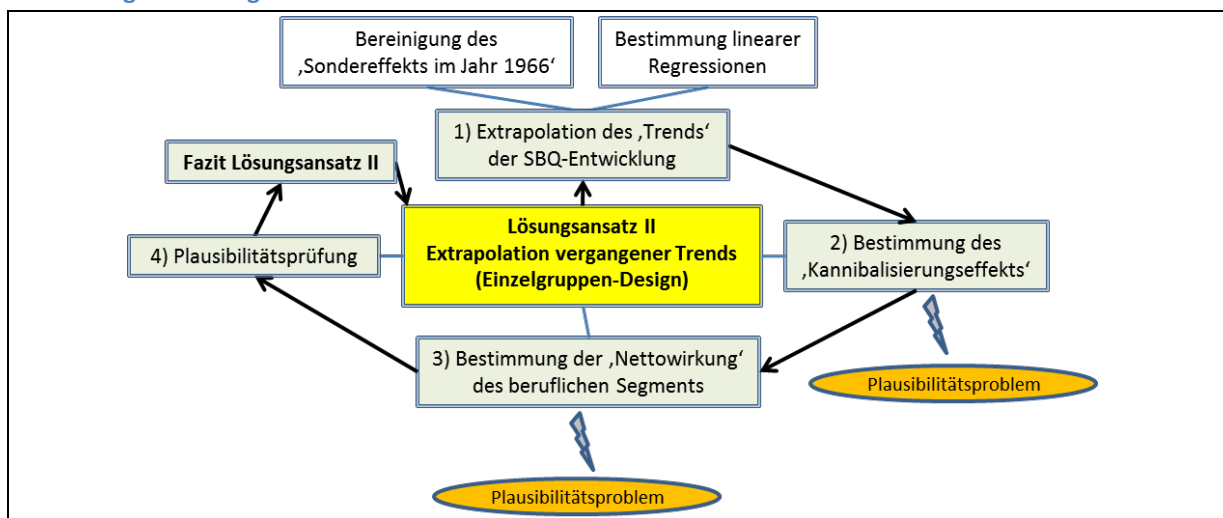 Bereinigung des
‚Sondereffekts im Jahr 1966‘
Bestimmung linearer
Regressionen
1) Extrapolation des ‚Trends‘
der SBQ-Entwicklung
Fazit Lösungsansatz II
Lösungsansatz II
Extrapolation vergangener Trends
(Einzelgruppen-Design)
2) Bestimmung des
‚Kannibalisierungseffekts‘
4) Plausibilitätsprüfung
3) Bestimmung der ‚Nettowirkung‘
des beruflichen Segments
Plausibilitätsproblem
Plausibilitätsproblem